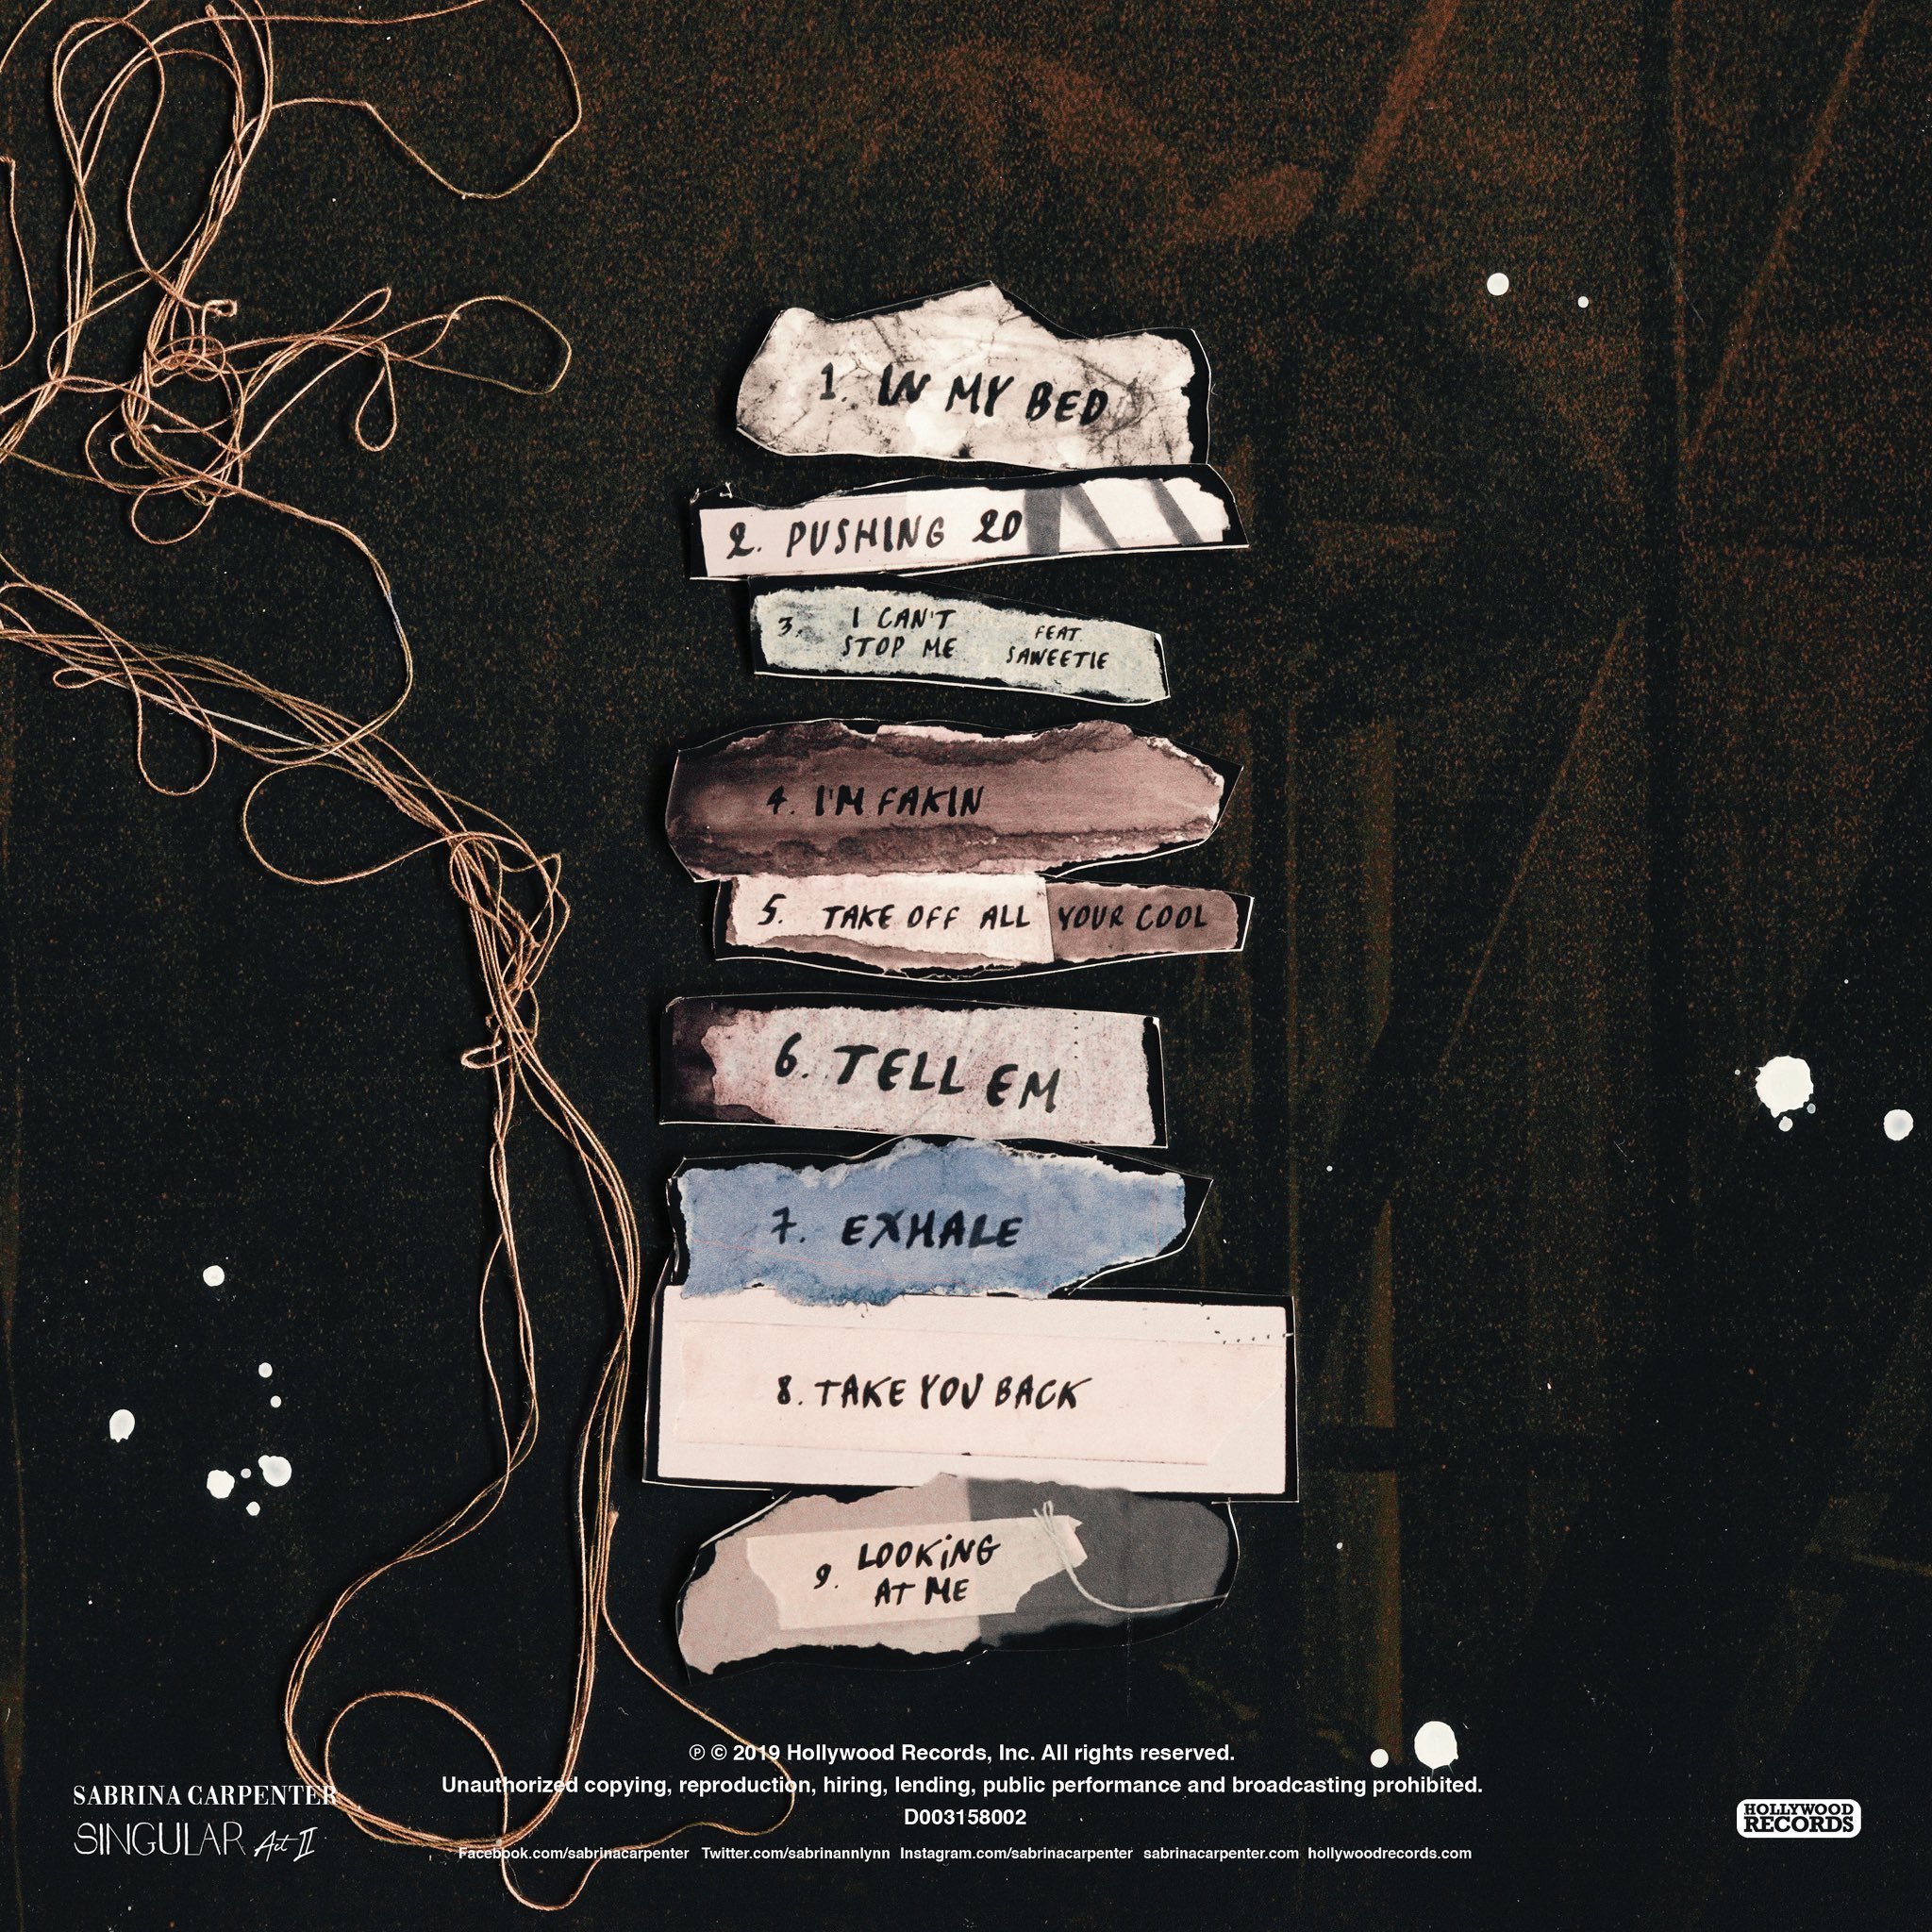 1. IN MY BED
2. PUSHING 20
3. I CAN'T
STOP ME
FEAT.
SAWEETIE
4. I'M FAKIN
5. TAKE OFF ALL YOUR COOL
6. TELL EM
7. EXHALE
8. TAKE YOU BACK
9. LOOKiNG
AT ME
℗ © 2019 Hollywood Records, Inc. All rights reserved.
Unauthorized copying, reproduction, hiring, lending, public performance and broadcasting prohibited.
D003158002
Facebook.com/sabrinacarpenter Twitter.com/sabrinannlynn Instagram.com/sabrinacarpenter sabrinacarpenter.com hollywoodrecords.com
SABRINA CARPENTER
SINGULAR Act II
HOLLYWOOD
RECORDS